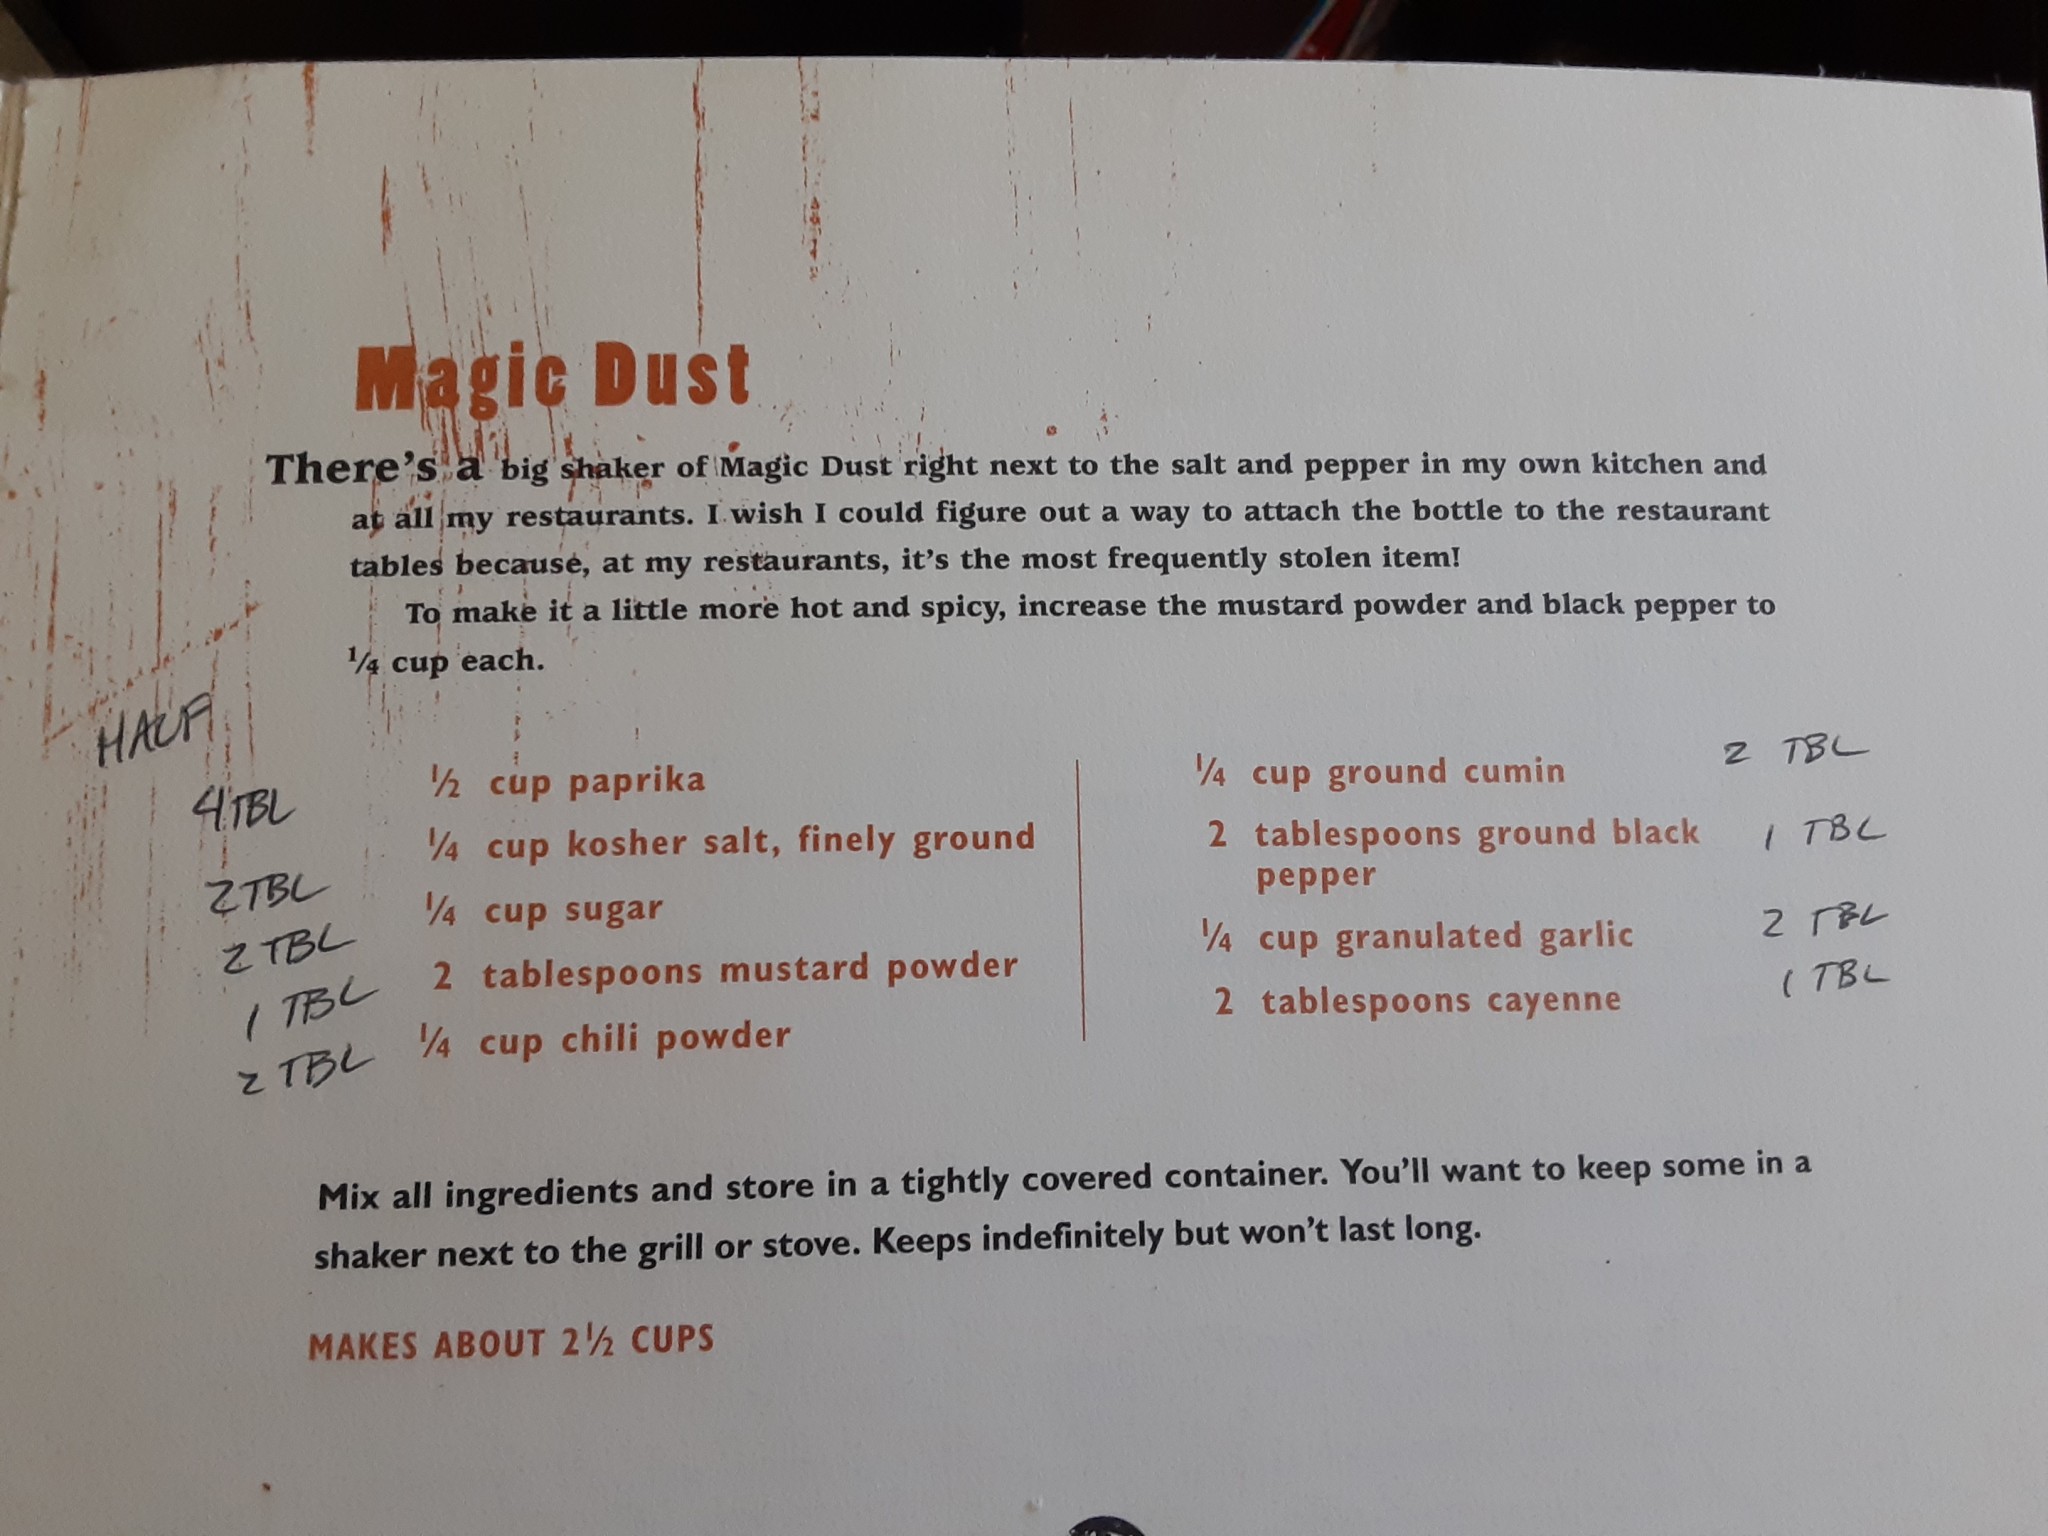 Magic Dust
There's a big shaker of Magic Dust right next to the salt and pepper in my own kitchen and
at all my restaurants. I wish I could figure out a way to attach the bottle to the restaurant
tables because, at my restaurants, it's the most frequently stolen item!
To make it a little more hot and spicy, increase the mustard powder and black pepper to
1/4 cup each.
HALF
4 TBL 1/2 cup paprika
2 TBL 1/4 cup kosher salt, finely ground
2 TBL 1/4 cup sugar
1 TBL 2 tablespoons mustard powder
2 TBL 1/4 cup chili powder
1/4 cup ground cumin 2 TBL
2 tablespoons ground black 1 TBL
pepper
1/4 cup granulated garlic 2 TBL
2 tablespoons cayenne 1 TBL
Mix all ingredients and store in a tightly covered container. You'll want to keep some in a
shaker next to the grill or stove. Keeps indefinitely but won't last long.
MAKES ABOUT 2 1/2 CUPS